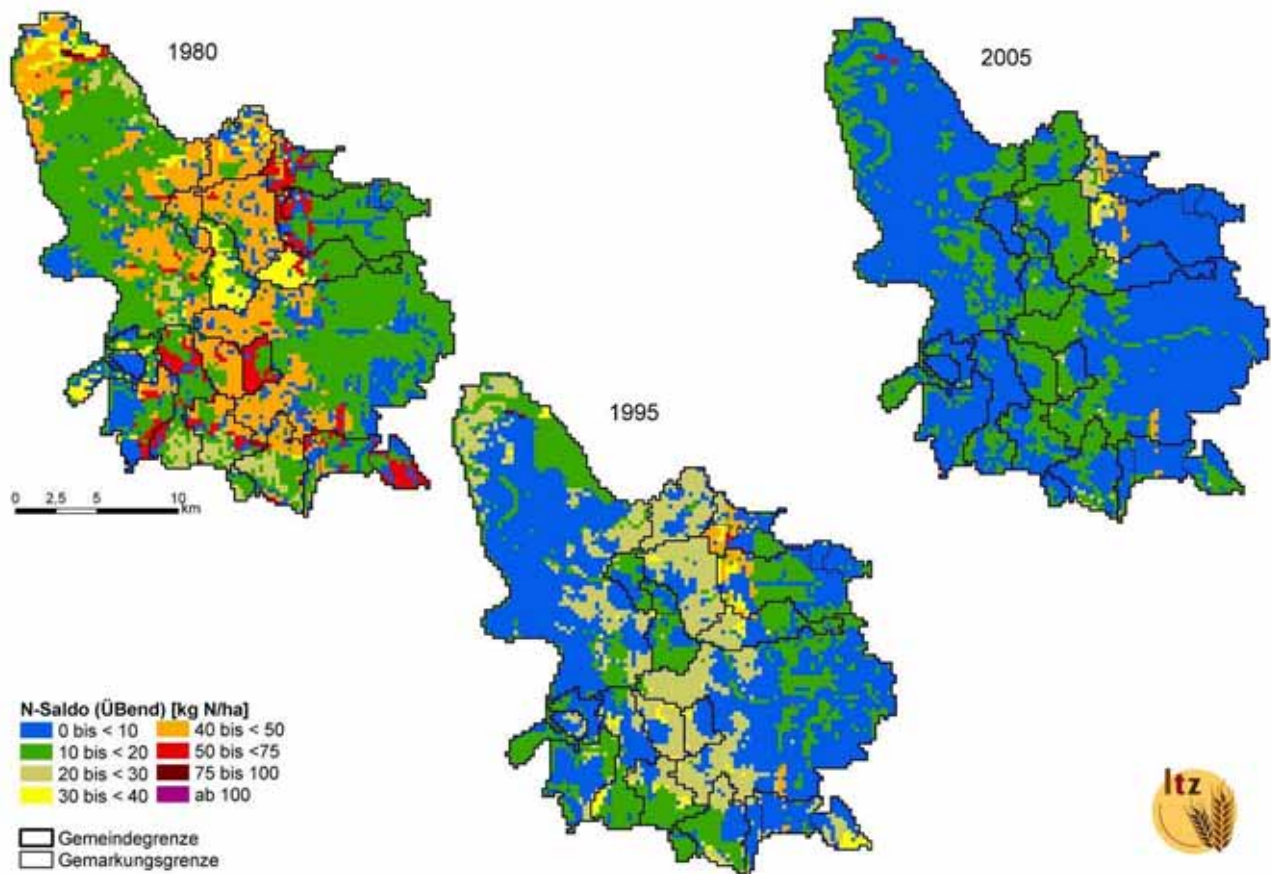 1980
2005
1995
0 2,5 5 10
km
N-Saldo (ÜBend) [kg N/ha]
0 bis < 10 40 bis < 50
10 bis < 20 50 bis <75
20 bis < 30 75 bis 100
30 bis < 40 ab 100
Gemeindegrenze
Gemarkungsgrenze
ltz